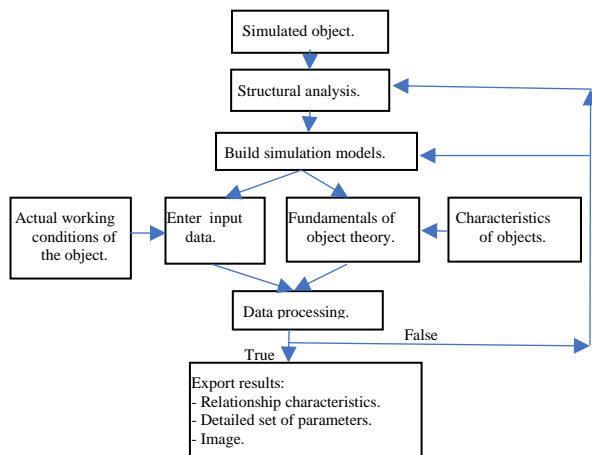 Simulated object.
Structural analysis.
Build simulation models.
Actual working
conditions of
the object.
Enter input
data.
Fundamentals of
object theory.
Characteristics
of objects.
Data processing.
False
True
Export results:
- Relationship characteristics.
- Detailed set of parameters.
- Image.